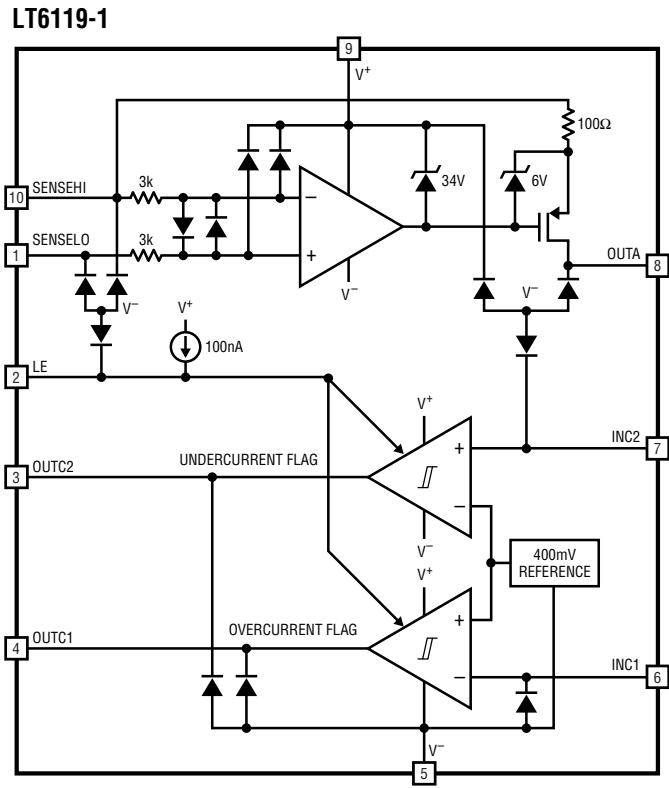 LT6119-1
9
V+
100Ω
3k
34V
6V
10 SENSEHI
−
3k
1 SENSELO
+
OUTA 8
V−
V−
V−
V+
100nA
2 LE
V+
INC2 7
+
UNDERCURRENT FLAG
3 OUTC2
−
V−
400mV
REFERENCE
V+
+
OVERCURRENT FLAG
4 OUTC1
−
INC1 6
V−
5